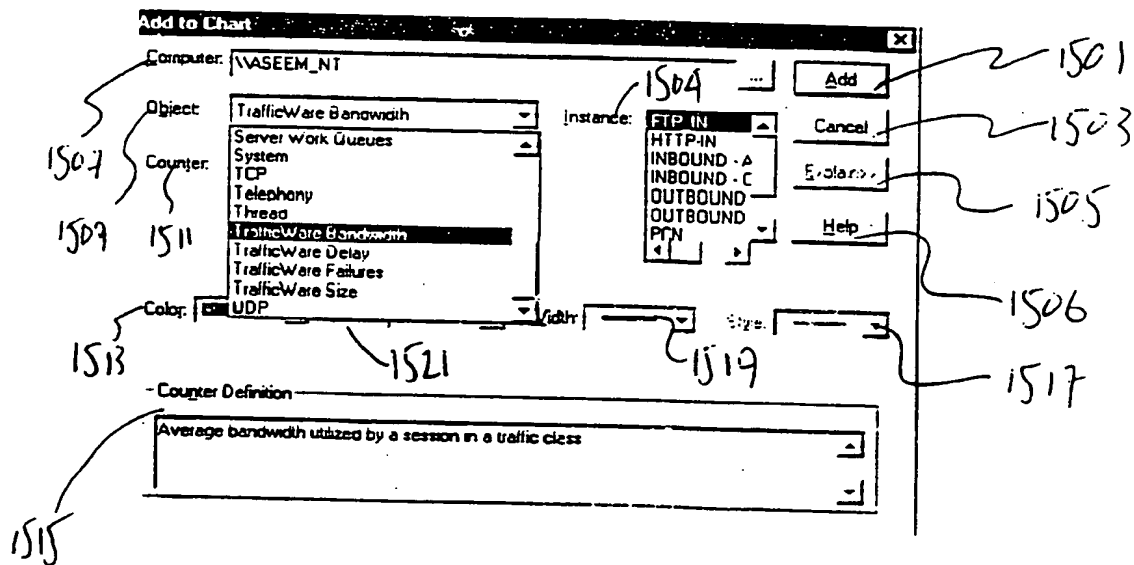 Add to Chart
Computer: \\ASEEM_NT ... Add
1501
1504
Object: TrafficWare Bandwidth Instance: FTP-IN Cancel
1503
HTTP-IN
INBOUND - A
INBOUND - C
OUTBOUND
OUTBOUND
PCN
1507
Server Work Queues
System
Counter: TCP Explain>>
1505
Telephony
Thread
1509 1511
TrafficWare Bandwidth Help
TrafficWare Delay
TrafficWare Failures
TrafficWare Size
1506
Color: UDP Width: Style:
1513 1521 1519 1517
Counter Definition
Average bandwidth utilized by a session in a traffic class
1515